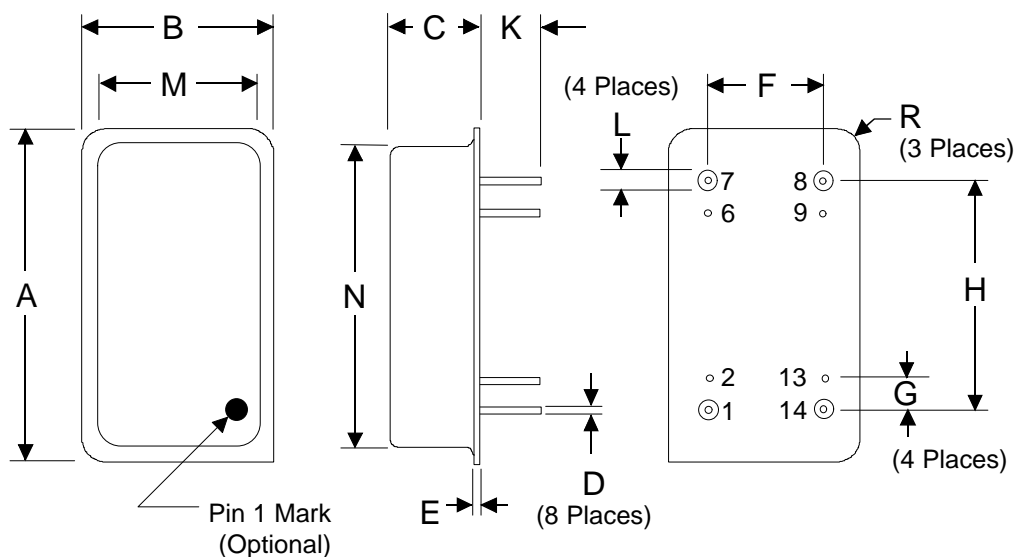 B
M
A
Pin 1 Mark
(Optional)
C
K
N
E
D
(8 Places)
(4 Places)
L
F
R
(3 Places)
7
8
6
9
H
2
13
G
1
14
(4 Places)